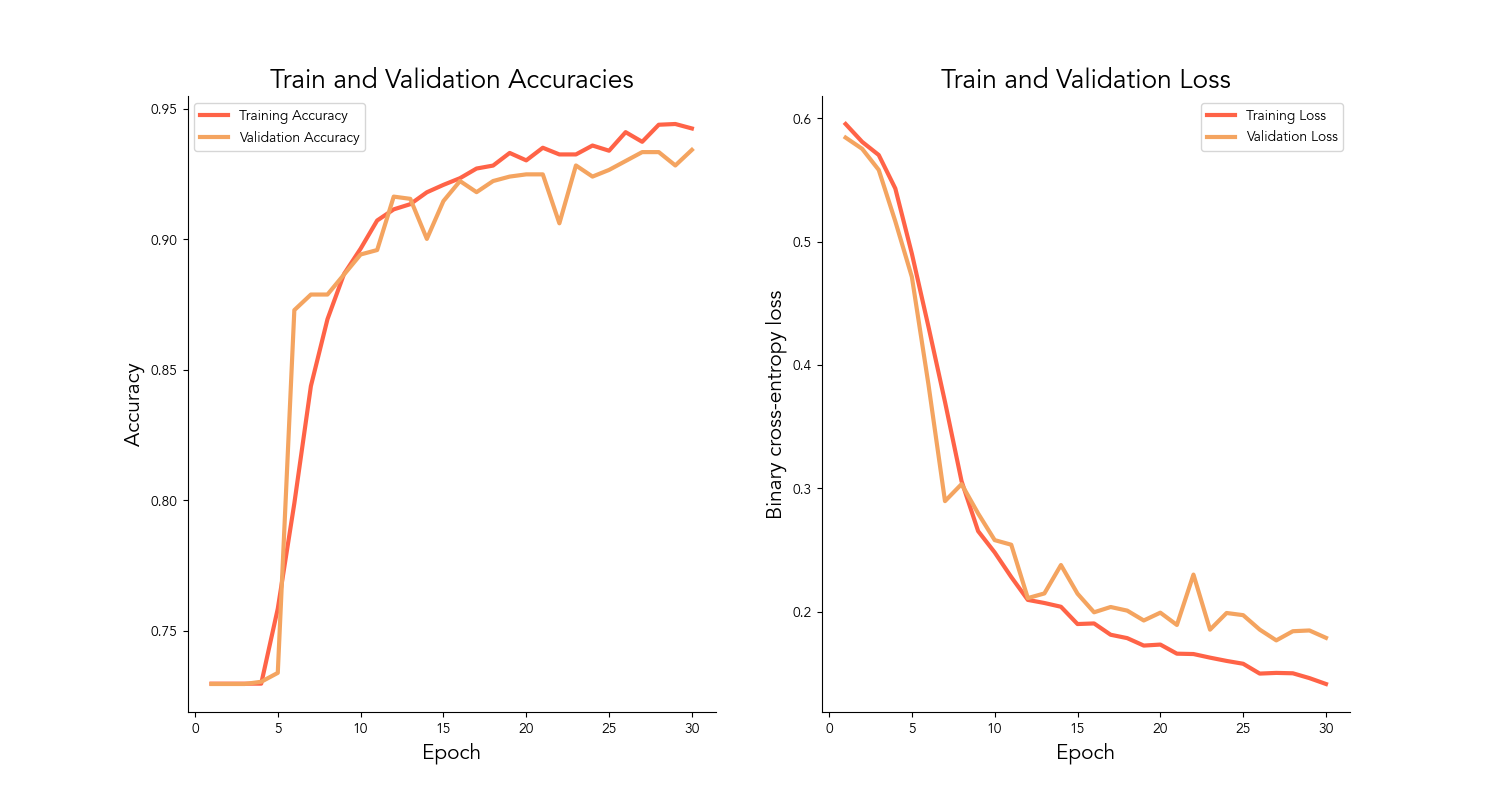 Train and Validation Accuracies
Training Accuracy
Validation Accuracy
0.95
0.90
0.85
0.80
0.75
Accuracy
0 5 10 15 20 25 30
Epoch
Train and Validation Loss
Training Loss
Validation Loss
0.6
0.5
0.4
0.3
0.2
Binary cross-entropy loss
0 5 10 15 20 25 30
Epoch